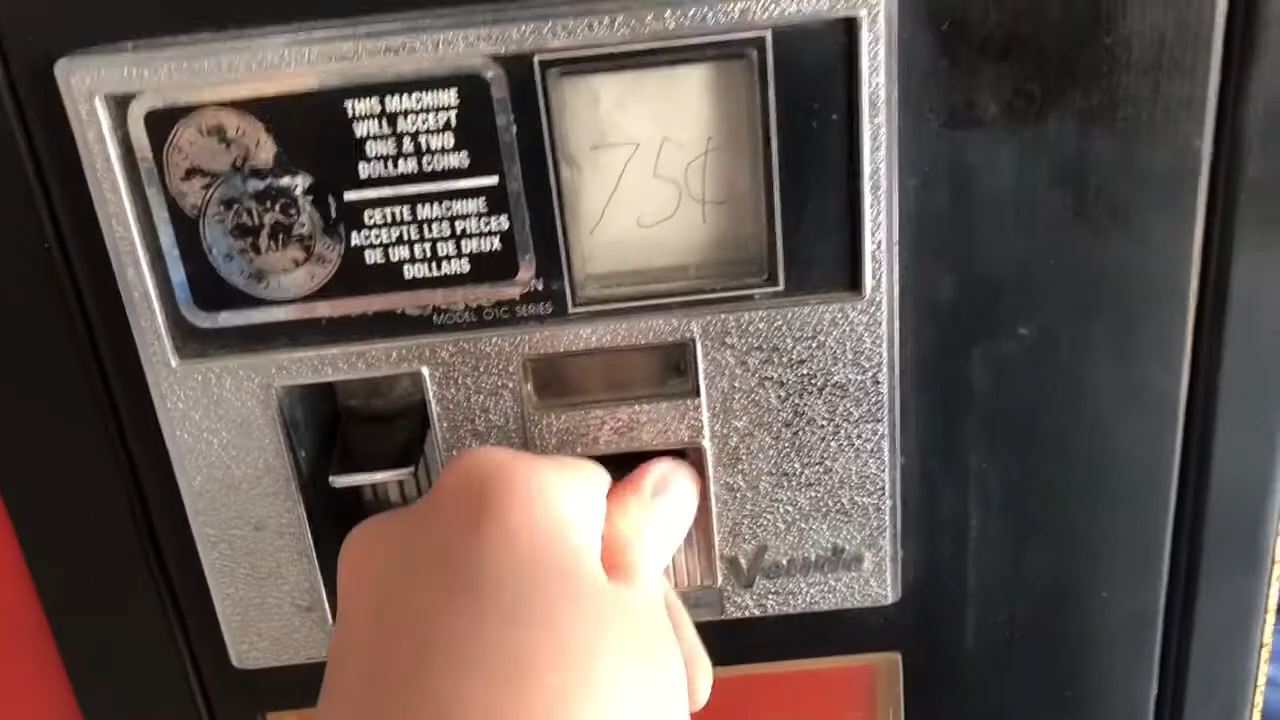 THIS MACHINE
WILL ACCEPT
ONE & TWO
DOLLAR COINS
CETTE MACHINE
ACCEPTE LES PIÈCES
DE UN ET DE DEUX
DOLLARS
MODEL 01C SERIES
75¢
Vendo